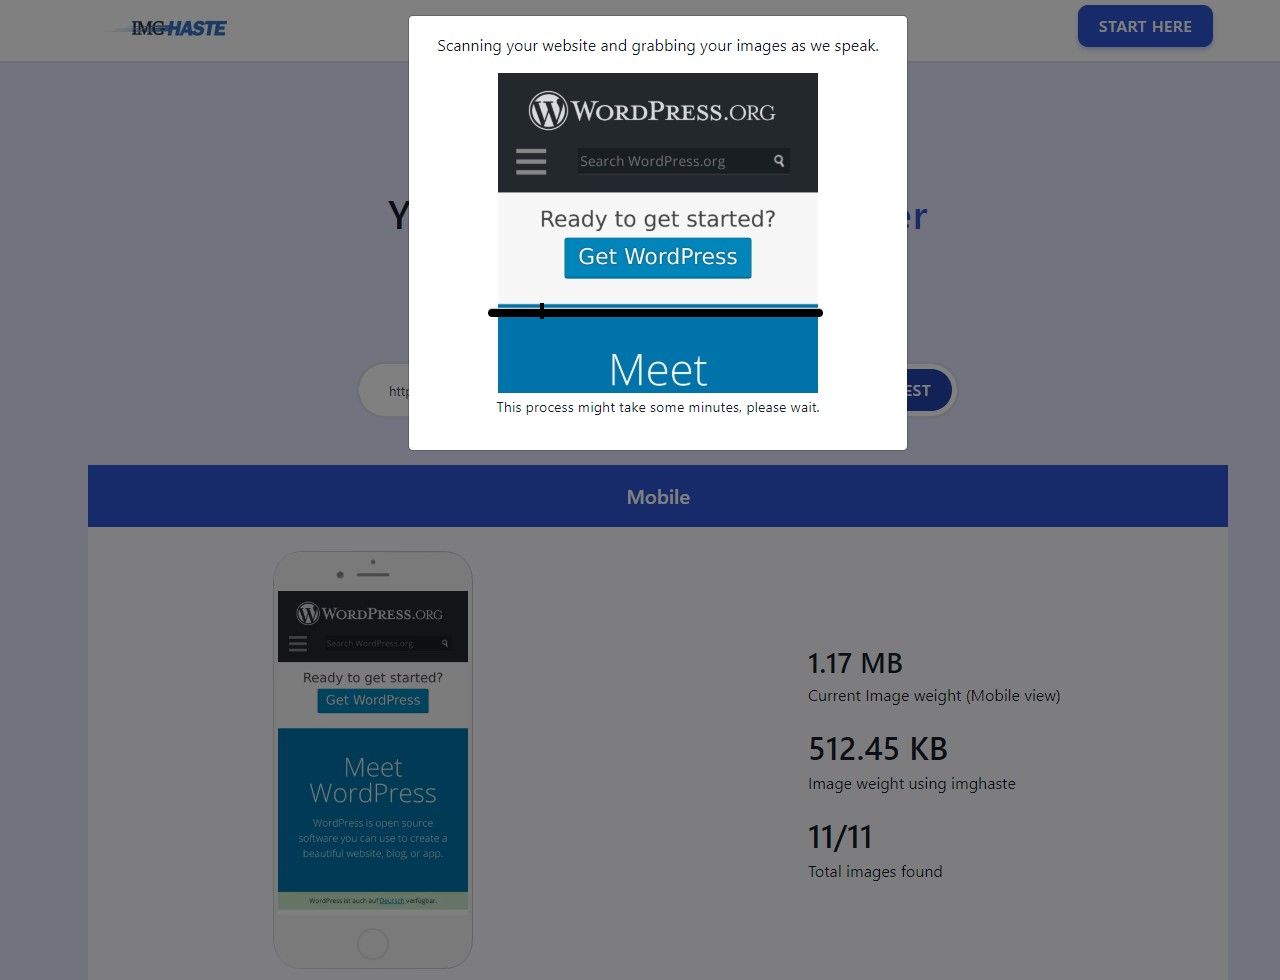 IMGHASTE
START HERE
Scanning your website and grabbing your images as we speak.
WORDPRESS.ORG
Search WordPress.org
Ready to get started?
Get WordPress
Meet
This process might take some minutes, please wait.
Mobile
WORDPRESS.ORG
Search WordPress.org
Ready to get started?
Get WordPress
Meet
WordPress
WordPress is open source
software you can use to create a
beautiful website, blog, or app.
WordPress ist auch auf Deutsch verfügbar.
1.17 MB
Current Image weight (Mobile view)
512.45 KB
Image weight using imghaste
11/11
Total images found